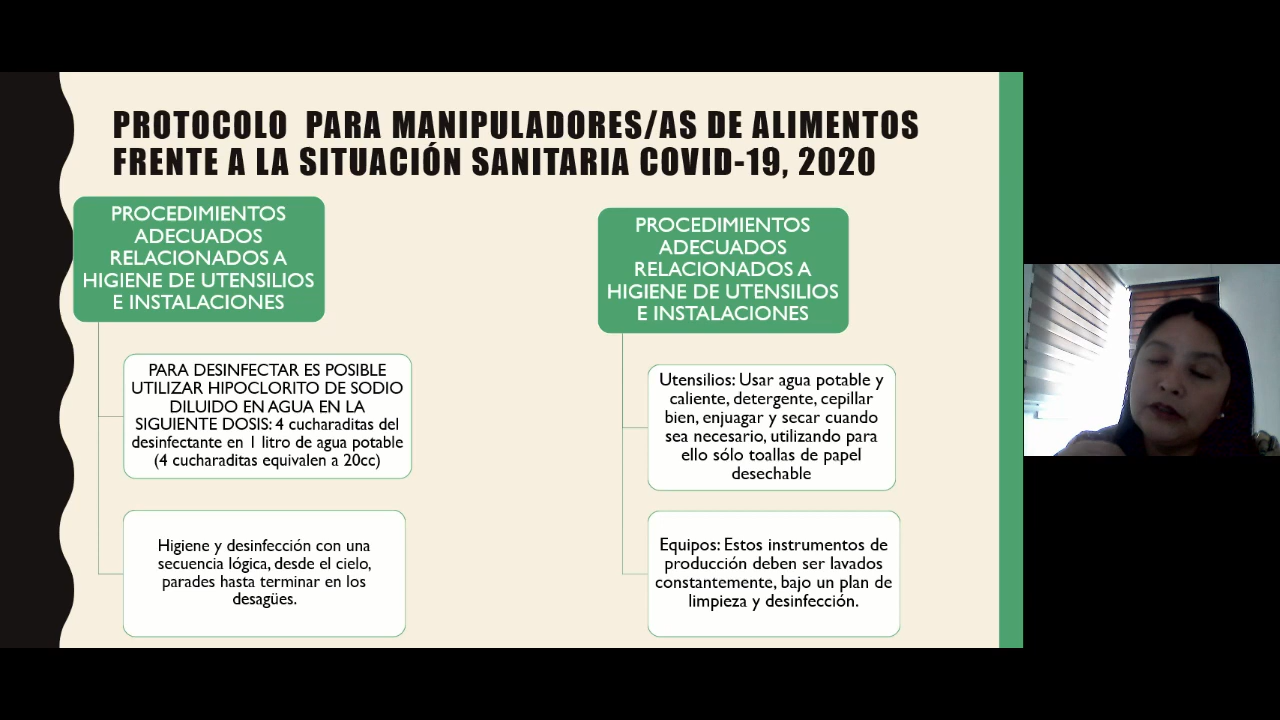 PROTOCOLO PARA MANIPULADORES/AS DE ALIMENTOS
FRENTE A LA SITUACIÓN SANITARIA COVID-19, 2020
PROCEDIMIENTOS
ADECUADOS
RELACIONADOS A
HIGIENE DE UTENSILIOS
E INSTALACIONES
PARA DESINFECTAR ES POSIBLE
UTILIZAR HIPOCLORITO DE SODIO
DILUIDO EN AGUA EN LA
SIGUIENTE DOSIS: 4 cucharaditas del
desinfectante en 1 litro de agua potable
(4 cucharaditas equivalen a 20cc)
Higiene y desinfección con una
secuencia lógica, desde el cielo,
parades hasta terminar en los
desagües.
PROCEDIMIENTOS
ADECUADOS
RELACIONADOS A
HIGIENE DE UTENSILIOS
E INSTALACIONES
Utensilios: Usar agua potable y
caliente, detergente, cepillar
bien, enjuagar y secar cuando
sea necesario, utilizando para
ello sólo toallas de papel
desechable
Equipos: Estos instrumentos de
producción deben ser lavados
constantemente, bajo un plan de
limpieza y desinfección.